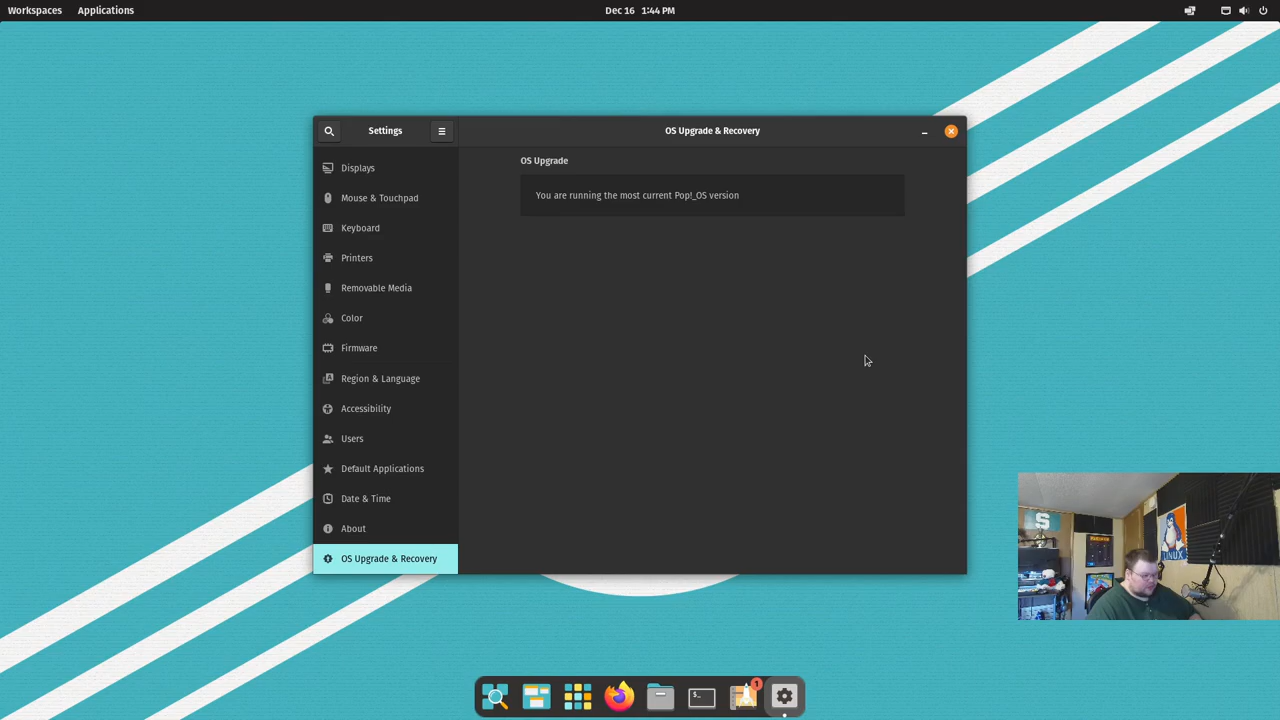 Workspaces
Applications
Dec 16 1:44 PM
Settings
OS Upgrade & Recovery
Displays
Mouse & Touchpad
Keyboard
Printers
Removable Media
Color
Firmware
Region & Language
Accessibility
Users
Default Applications
Date & Time
About
OS Upgrade & Recovery
OS Upgrade
You are running the most current Pop!_OS version
S
LINUX
$_
1